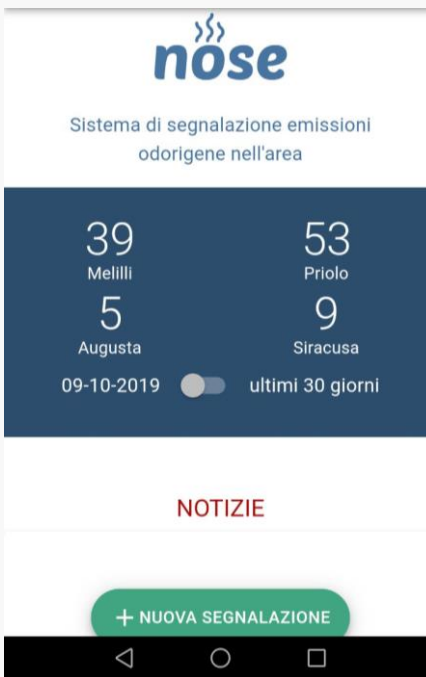 nose
Sistema di segnalazione emissioni
odorigene nell'area
39 53
Melilli Priolo
5 9
Augusta Siracusa
09-10-2019 ultimi 30 giorni
NOTIZIE
+ NUOVA SEGNALAZIONE